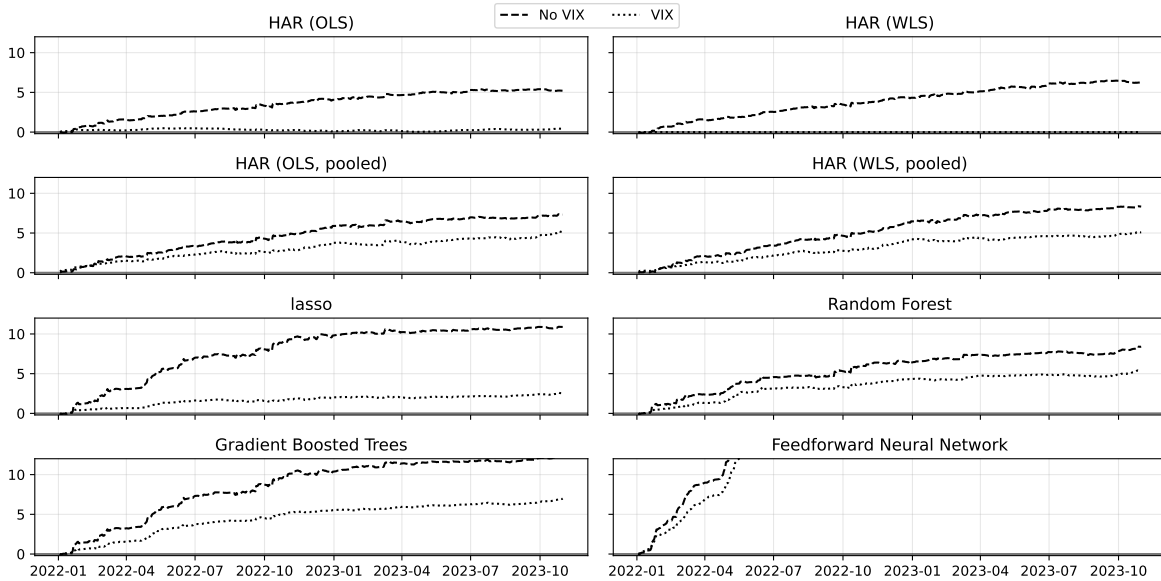 No VIX VIX
HAR (OLS) HAR (WLS)
10
5
0
HAR (OLS, pooled) HAR (WLS, pooled)
10
5
0
lasso Random Forest
10
5
0
Gradient Boosted Trees Feedforward Neural Network
10
5
0
2022-01 2022-04 2022-07 2022-10 2023-01 2023-04 2023-07 2023-10 2022-01 2022-04 2022-07 2022-10 2023-01 2023-04 2023-07 2023-10